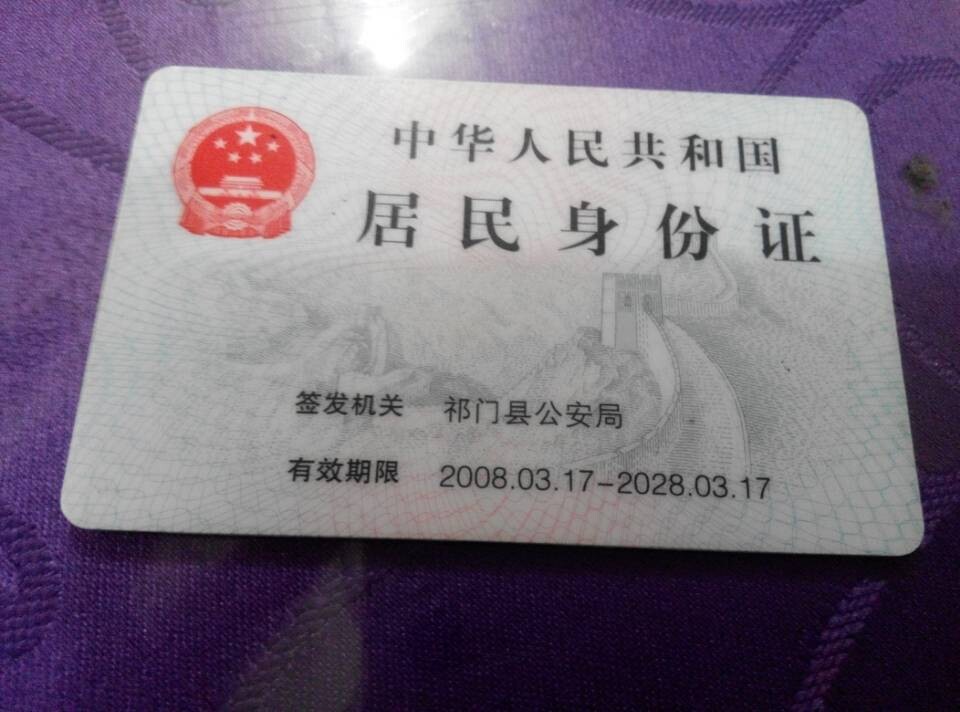 中华人民共和国
居民身份证
签发机关 祁门县公安局
有效期限 2008.03.17-2028.03.17